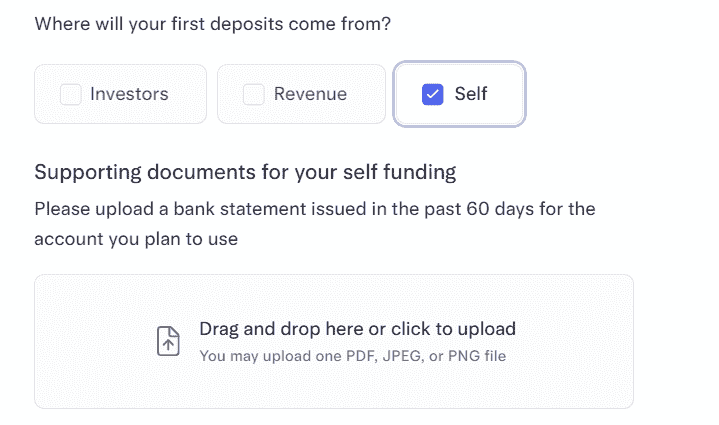 Where will your first deposits come from?
Investors
Revenue
Self
Supporting documents for your self funding
Please upload a bank statement issued in the past 60 days for the
account you plan to use
Drag and drop here or click to upload
You may upload one PDF, JPEG, or PNG file